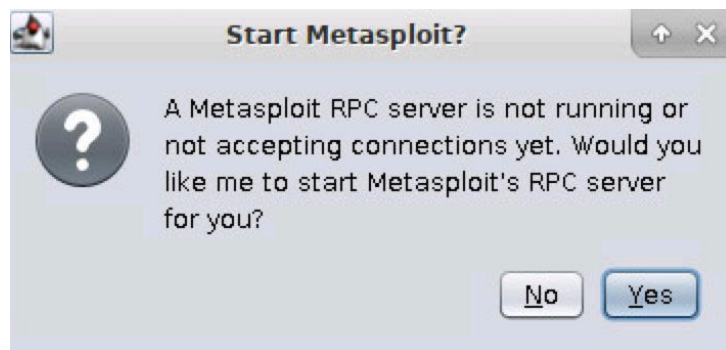 Start Metasploit?
A Metasploit RPC server is not running or
not accepting connections yet. Would you
like me to start Metasploit's RPC server
for you?
No
Yes